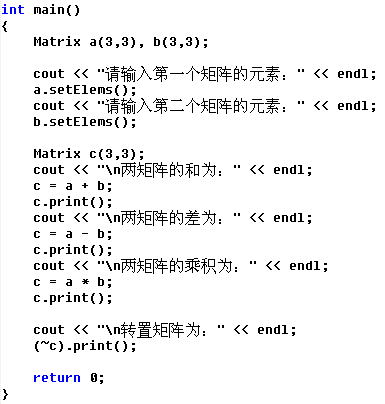 int main()
{
Matrix a(3,3), b(3,3);
cout << "请输入第一个矩阵的元素：" << endl;
a.setElems();
cout << "请输入第二个矩阵的元素：" << endl;
b.setElems();
Matrix c(3,3);
cout << "\n两矩阵的和为：" << endl;
c = a + b;
c.print();
cout << "\n两矩阵的差为：" << endl;
c = a - b;
c.print();
cout << "\n两矩阵的乘积为：" << endl;
c = a * b;
c.print();
cout << "\n转置矩阵为：" << endl;
(~c).print();
return 0;
}